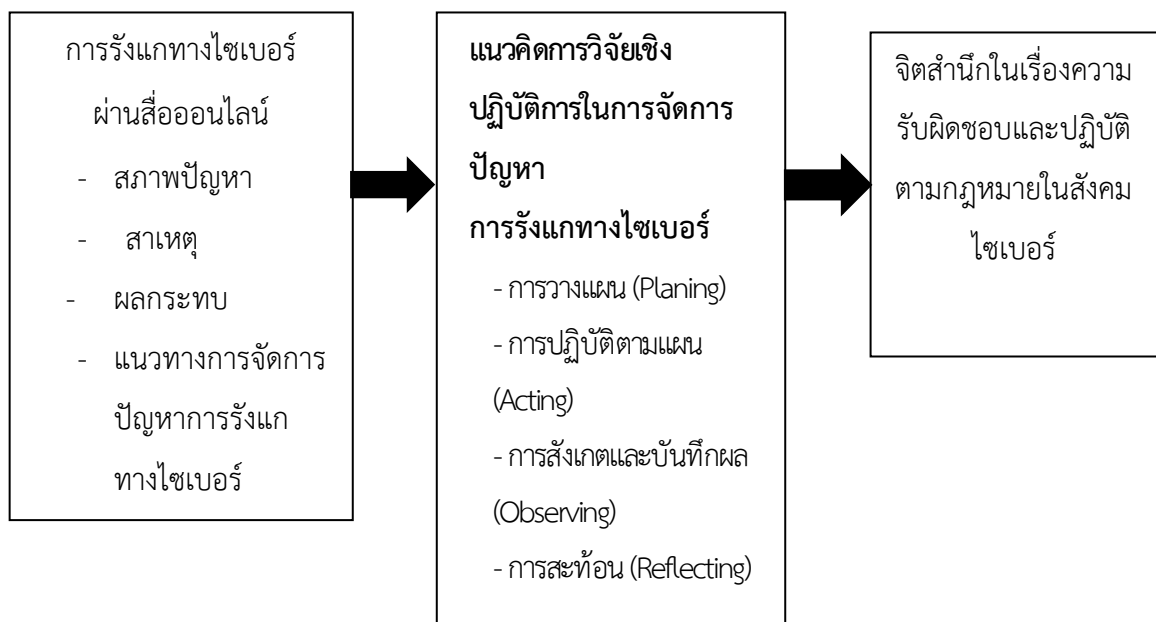 การรังแกทางไซเบอร์
ผ่านสื่อออนไลน์
- สภาพปัญหา
- สาเหตุ
- ผลกระทบ
- แนวทางการจัดการ
ปัญหาการรังแก
ทางไซเบอร์
แนวคิดการวิจัยเชิง
ปฏิบัติการในการจัดการ
ปัญหา
การรังแกทางไซเบอร์
- การวางแผน (Planing)
- การปฏิบัติตามแผน
(Acting)
- การสังเกตและบันทึกผล
(Observing)
- การสะท้อน (Reflecting)
จิตสำนึกในเรื่องความ
รับผิดชอบและปฏิบัติ
ตามกฎหมายในสังคม
ไซเบอร์